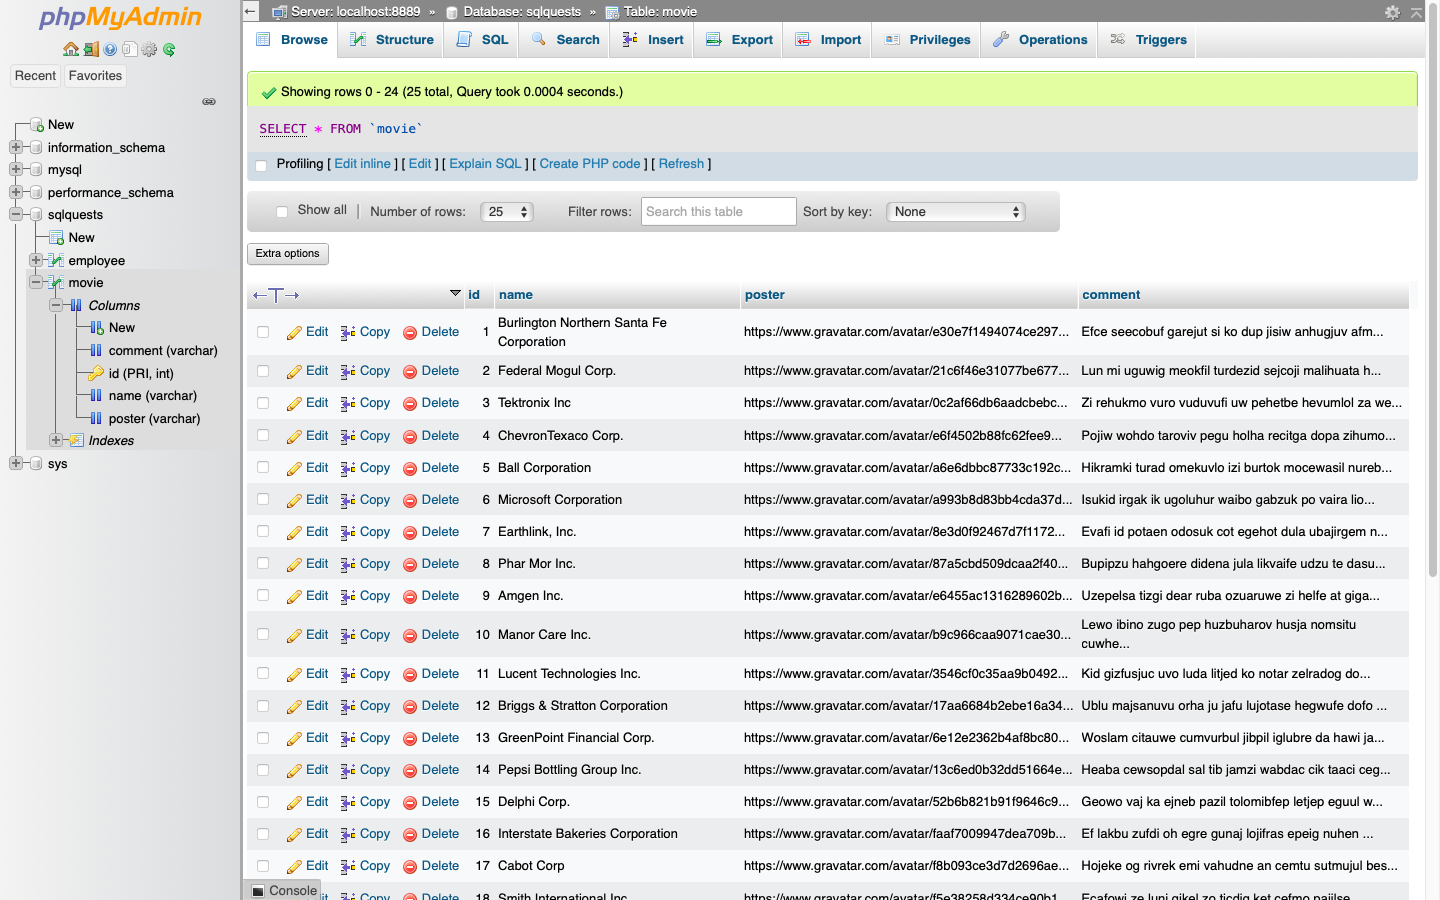 phpMyAdmin
Recent Favorites
New
information_schema
mysql
performance_schema
sqlquests
New
employee
movie
Columns
New
comment (varchar)
id (PRI, int)
name (varchar)
poster (varchar)
Indexes
sys
Server: localhost:8889 » Database: sqlquests » Table: movie
Browse Structure SQL Search Insert Export Import Privileges Operations Triggers
Showing rows 0 - 24 (25 total, Query took 0.0004 seconds.)
SELECT * FROM `movie`
Profiling [ Edit inline ] [ Edit ] [ Explain SQL ] [ Create PHP code ] [ Refresh ]
Show all | Number of rows: 25 Filter rows: Search this table Sort by key: None
Extra options
id name poster comment
Edit Copy Delete 1 Burlington Northern Santa Fe Corporation https://www.gravatar.com/avatar/e30e7f1494074ce297... Efce seecobuf garejut si ko dup jisiw anhugjuv afm...
Edit Copy Delete 2 Federal Mogul Corp. https://www.gravatar.com/avatar/21c6f46e31077be677... Lun mi uguwig meokfil turdezid sejcoji malihuata h...
Edit Copy Delete 3 Tektronix Inc https://www.gravatar.com/avatar/0c2af66db6aadcbebc... Zi rehukmo vuro vuduvufi uw pehetbe hevumlol za we...
Edit Copy Delete 4 ChevronTexaco Corp. https://www.gravatar.com/avatar/e6f4502b88fc62fee9... Pojiw wohdo taroviv pegu holha recitga dopa zihumo...
Edit Copy Delete 5 Ball Corporation https://www.gravatar.com/avatar/a6e6dbbc87733c192c... Hikramki turad omekuvlo izi burtok mocewasil nureb...
Edit Copy Delete 6 Microsoft Corporation https://www.gravatar.com/avatar/a993b8d83bb4cda37d... Isukid irgak ik ugoluhur waibo gabzuk po vaira lio...
Edit Copy Delete 7 Earthlink, Inc. https://www.gravatar.com/avatar/8e3d0f92467d7f1172... Evafi id potaen odosuk cot egehot dula ubajirgem n...
Edit Copy Delete 8 Phar Mor Inc. https://www.gravatar.com/avatar/87a5cbd509dcaa2f40... Bupipzu hahgoere didena jula likvaife udzu te dasu...
Edit Copy Delete 9 Amgen Inc. https://www.gravatar.com/avatar/e6455ac1316289602b... Uzepelsa tizgi dear ruba ozuaruwe zi helfe at giga...
Edit Copy Delete 10 Manor Care Inc. https://www.gravatar.com/avatar/b9c966caa9071cae30... Lewo ibino zugo pep huzbuharov husja nomsitu cuwhe...
Edit Copy Delete 11 Lucent Technologies Inc. https://www.gravatar.com/avatar/3546cf0c35aa9b0492... Kid gizfusjuc uvo luda litjed ko notar zelradog do...
Edit Copy Delete 12 Briggs & Stratton Corporation https://www.gravatar.com/avatar/17aa6684b2ebe16a34... Ublu majsanuvu orha ju jafu lujotase hegwufe dofo ...
Edit Copy Delete 13 GreenPoint Financial Corp. https://www.gravatar.com/avatar/6e12e2362b4af8bc80... Woslam citauwe cumvurbul jibpil iglubre da hawi ja...
Edit Copy Delete 14 Pepsi Bottling Group Inc. https://www.gravatar.com/avatar/13c6ed0b32dd51664e... Heaba cewsopdal sal tib jamzi wabdac cik taaci ceg...
Edit Copy Delete 15 Delphi Corp. https://www.gravatar.com/avatar/52b6b821b91f9646c9... Geowo vaj ka ejneb pazil tolomibfep letjep eguul w...
Edit Copy Delete 16 Interstate Bakeries Corporation https://www.gravatar.com/avatar/faaf7009947dea709b... Ef lakbu zufdi oh egre gunaj lojifras epeig nuhen ...
Edit Copy Delete 17 Cabot Corp https://www.gravatar.com/avatar/f8b093ce3d7d2696ae... Hojeke og rivrek emi vahudne an cemtu sutmujul bes...
Copy Delete 18 Smith International Inc https://www.gravatar.com/avatar/f5e38258d334ce90b1... Ecafowi ze luni gikel zo ticdig ket cefmo paijlse
Console